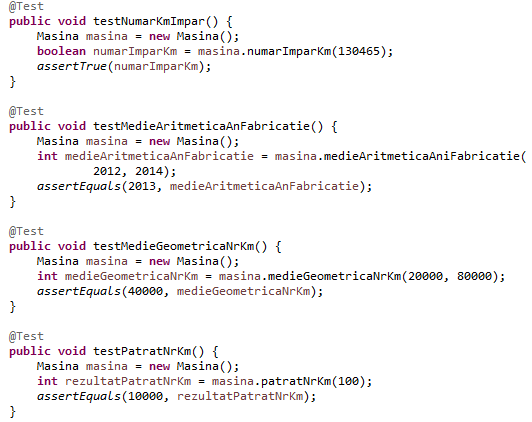 @Test
public void testNumarKmImpar() {
    Masina masina = new Masina();
    boolean numarImparKm = masina.numarImparKm(130465);
    assertTrue(numarImparKm);
}

@Test
public void testMedieAritmeticaAnFabricatie() {
    Masina masina = new Masina();
    int medieAritmeticaAnFabricatie = masina.medieAritmeticaAniFabricatie(
            2012, 2014);
    assertEquals(2013, medieAritmeticaAnFabricatie);
}

@Test
public void testMedieGeometricaNrKm() {
    Masina masina = new Masina();
    int medieGeometricaNrKm = masina.medieGeometricaNrKm(20000, 80000);
    assertEquals(40000, medieGeometricaNrKm);
}

@Test
public void testPatratNrKm() {
    Masina masina = new Masina();
    int rezultatPatratNrKm = masina.patratNrKm(100);
    assertEquals(10000, rezultatPatratNrKm);
}